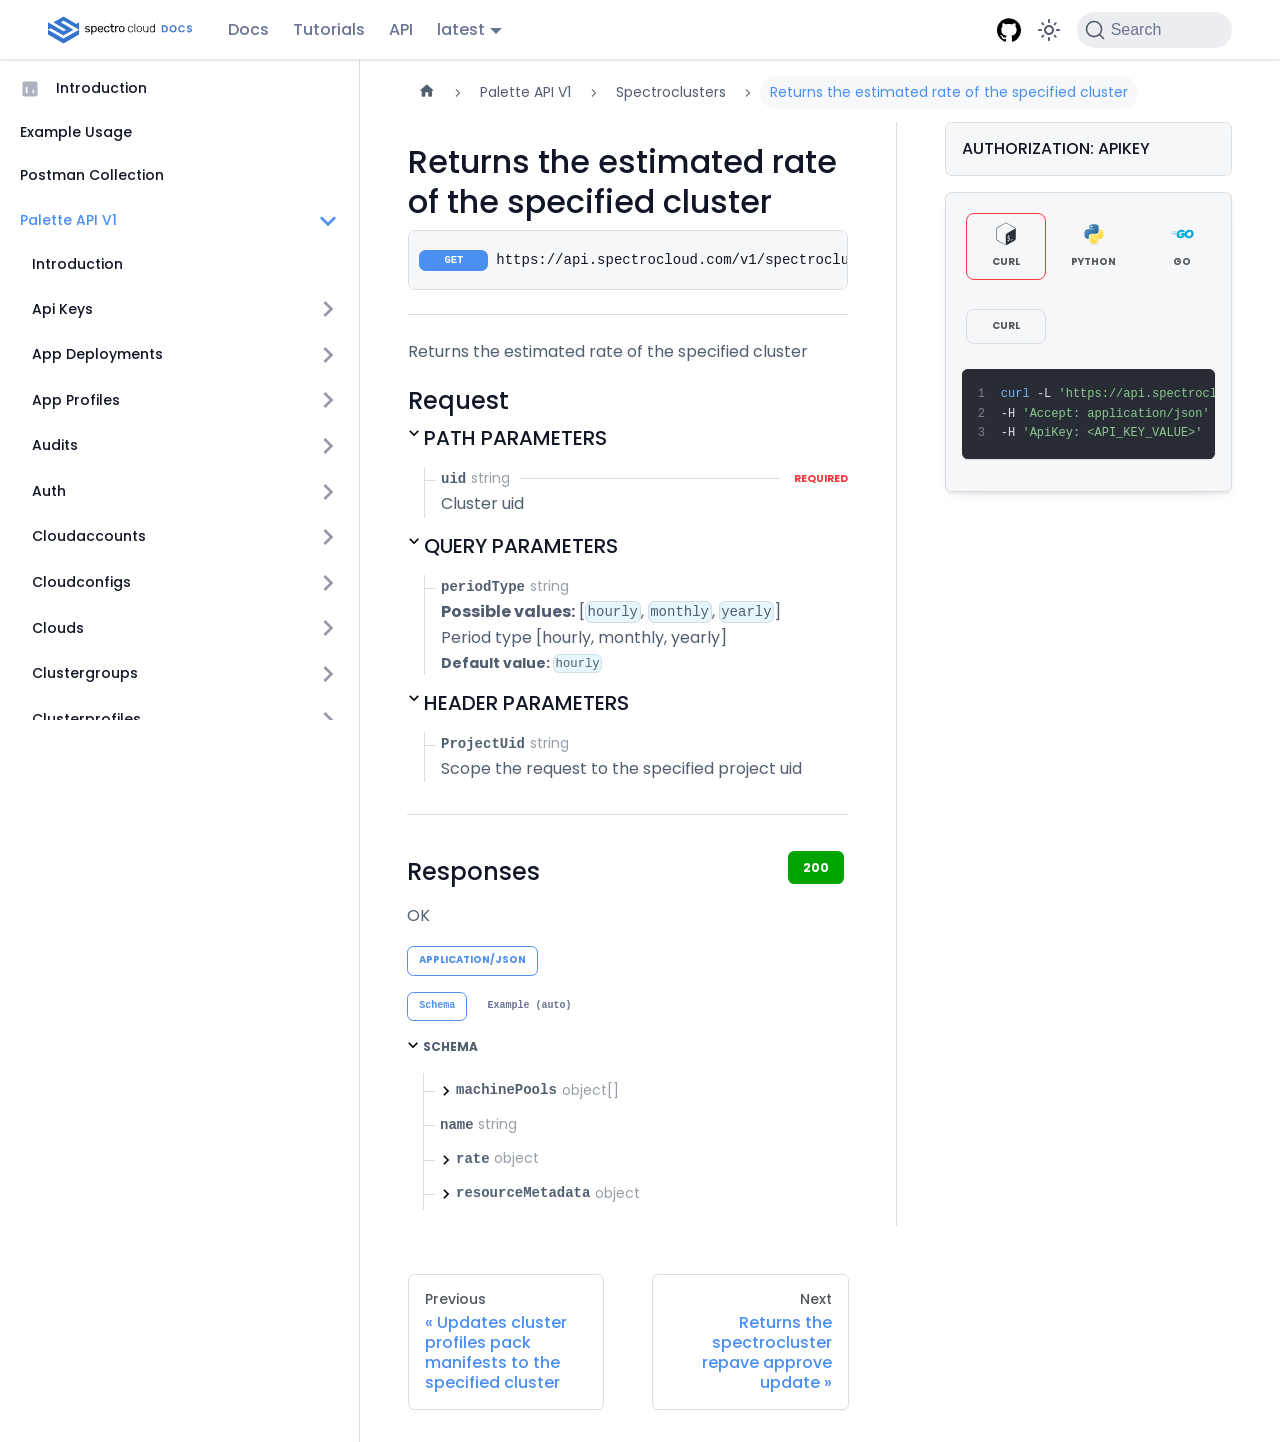 spectro cloud DOCS
Docs
Tutorials
API
latest
Search
Introduction
Example Usage
Postman Collection
Palette API V1
Introduction
Api Keys
App Deployments
App Profiles
Audits
Auth
Cloudaccounts
Cloudconfigs
Clouds
Clustergroups
Clusterprofiles
Palette API V1
Spectroclusters
Returns the estimated rate of the specified cluster
Returns the estimated rate
of the specified cluster
GET https://api.spectrocloud.com/v1/spectroclu
Returns the estimated rate of the specified cluster
Request
PATH PARAMETERS
uid string REQUIRED
Cluster uid
QUERY PARAMETERS
periodType string
Possible values: [hourly, monthly, yearly]
Period type [hourly, monthly, yearly]
Default value: hourly
HEADER PARAMETERS
ProjectUid string
Scope the request to the specified project uid
Responses
200
OK
APPLICATION/JSON
Schema
Example (auto)
SCHEMA
machinePools object[]
name string
rate object
resourceMetadata object
Previous
« Updates cluster
profiles pack
manifests to the
specified cluster
Next
Returns the
spectrocluster
repave approve
update »
AUTHORIZATION: APIKEY
CURL
PYTHON
GO
CURL
1 curl -L 'https://api.spectrocl
2 -H 'Accept: application/json'
3 -H 'ApiKey: <API_KEY_VALUE>'